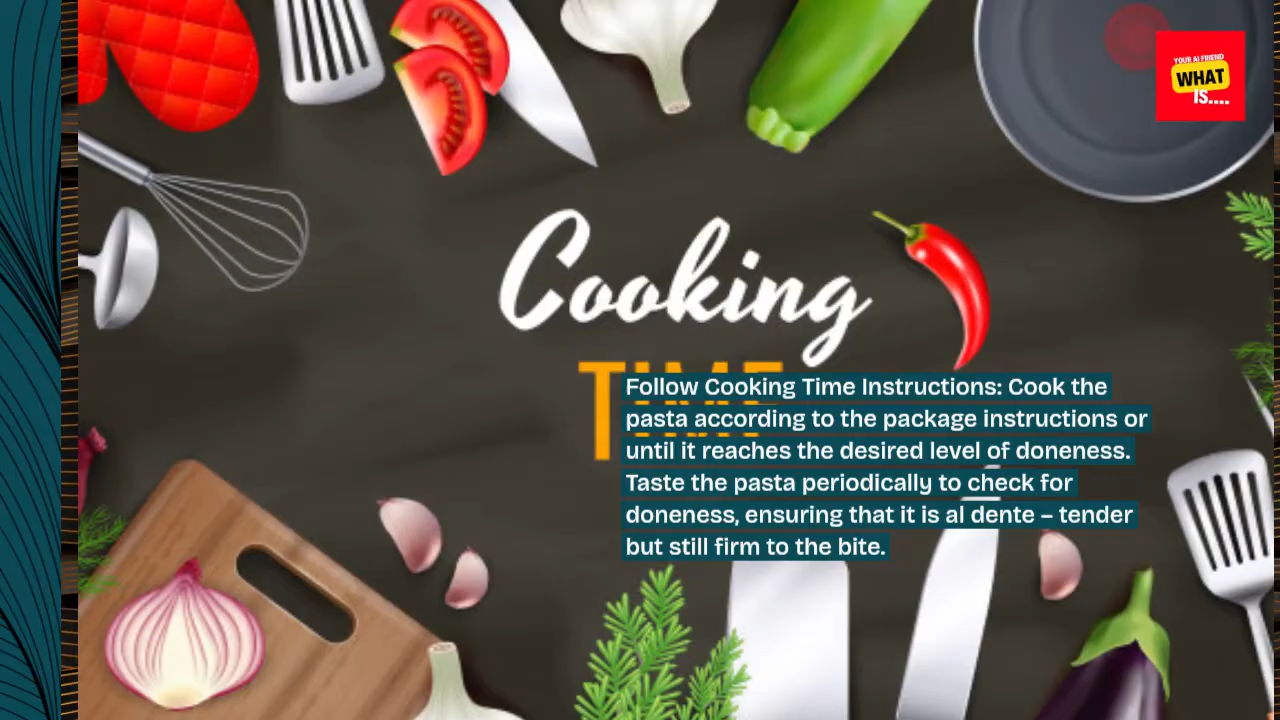 YOUR AI FRIEND
WHAT
IS....
Cooking
TIME
Follow Cooking Time Instructions: Cook the
pasta according to the package instructions or
until it reaches the desired level of doneness.
Taste the pasta periodically to check for
doneness, ensuring that it is al dente – tender
but still firm to the bite.